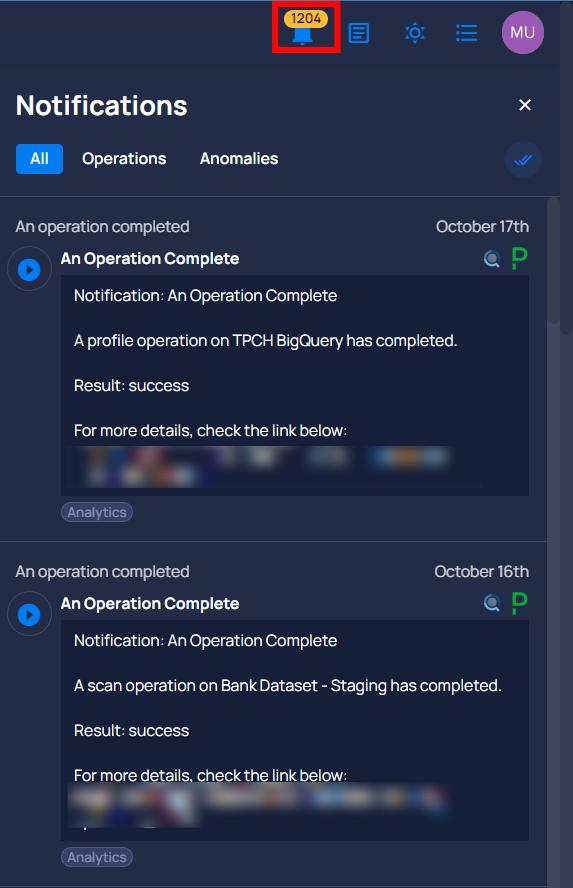 1204
MU
Notifications
All Operations Anomalies
An operation completed October 17th
An Operation Complete
Notification: An Operation Complete
A profile operation on TPCH BigQuery has completed.
Result: success
For more details, check the link below:
Analytics
An operation completed October 16th
An Operation Complete
Notification: An Operation Complete
A scan operation on Bank Dataset - Staging has completed.
Result: success
For more details, check the link below:
Analytics